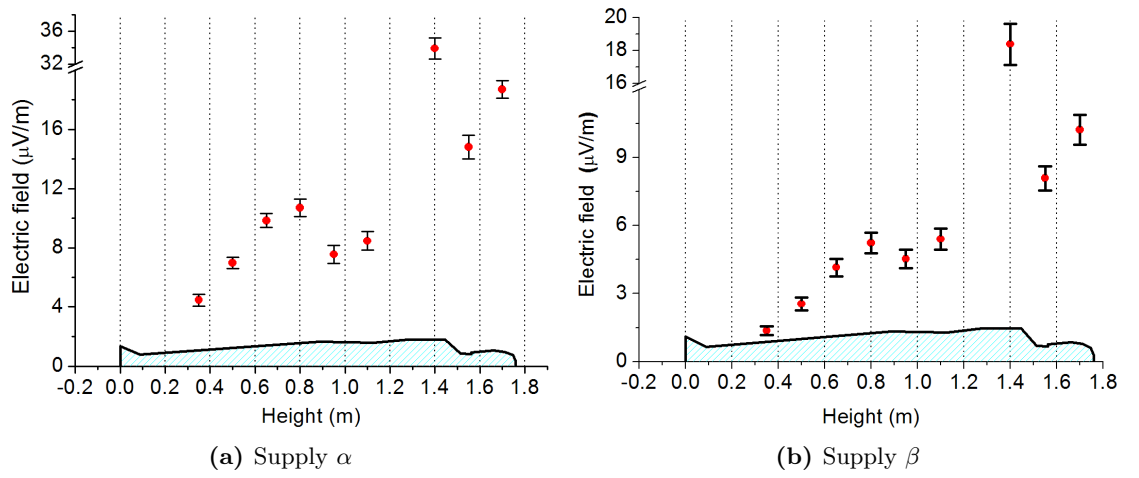 36
32
16
12
8
4
0
Electric field (μV/m)
-0.2 0.0 0.2 0.4 0.6 0.8 1.0 1.2 1.4 1.6 1.8
Height (m)
(a) Supply α
20
18
16
9
6
3
0
Electric field (μV/m)
-0.2 0.0 0.2 0.4 0.6 0.8 1.0 1.2 1.4 1.6 1.8
Height (m)
(b) Supply β